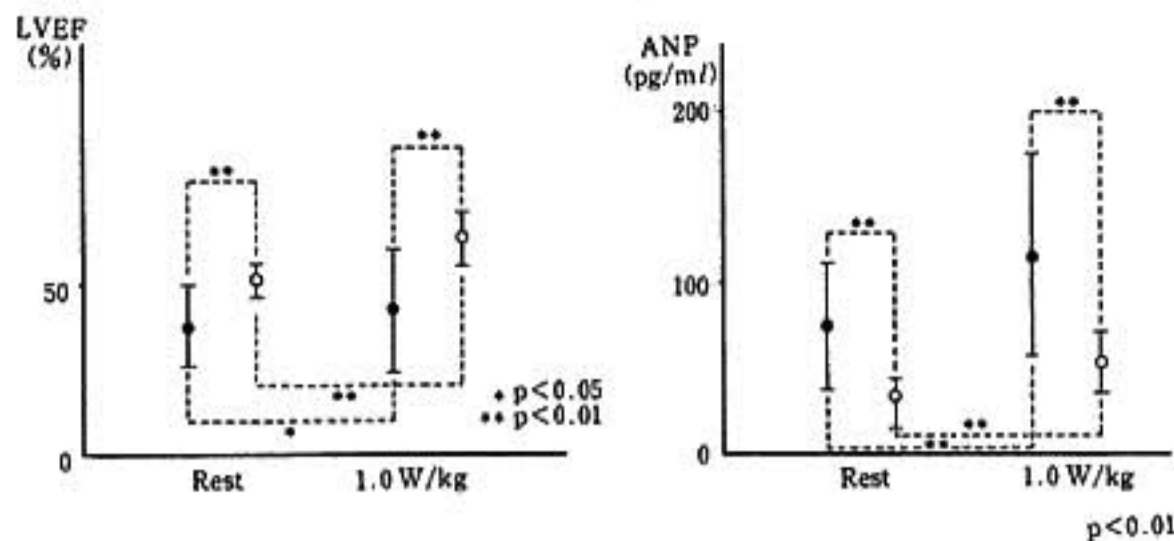 LVEF
(%)
**
**
50
**
*
* p<0.05
** p<0.01
0
Rest 1.0 W/kg
ANP
(pg/ml)
200
**
**
100
**
**
0
Rest 1.0 W/kg
p<0.01